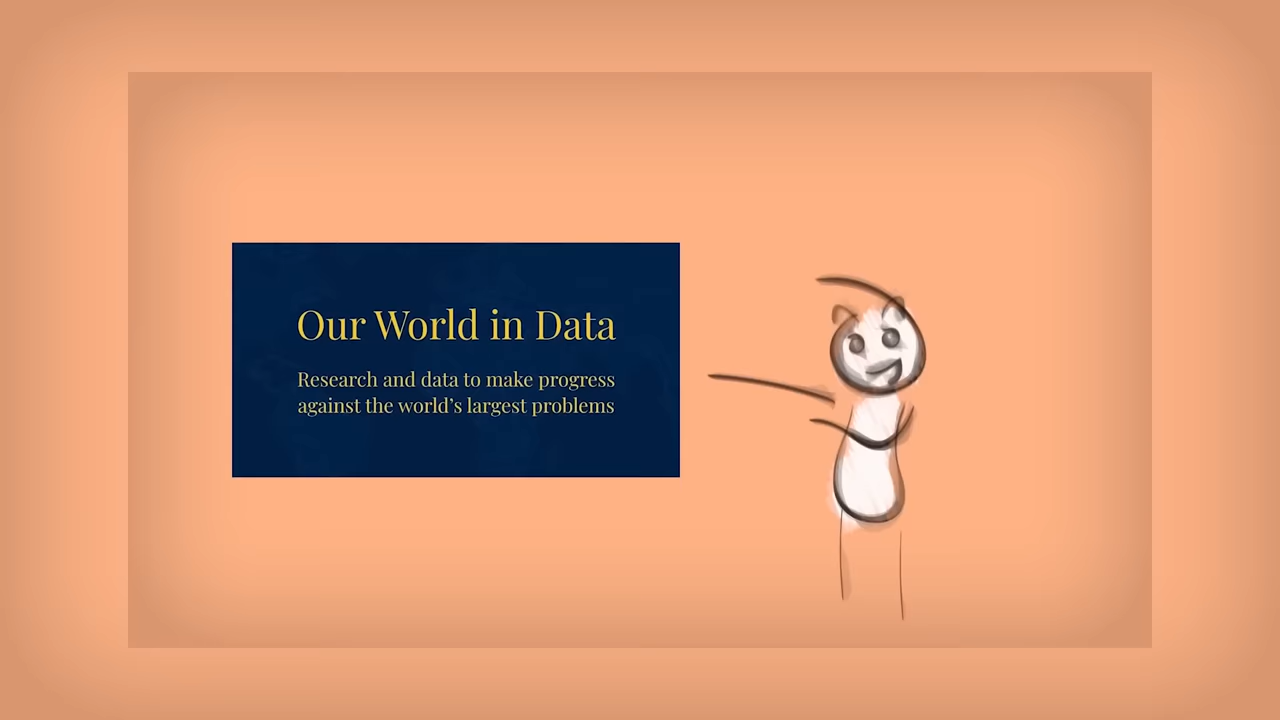 Our World in Data
Research and data to make progress
against the world's largest problems